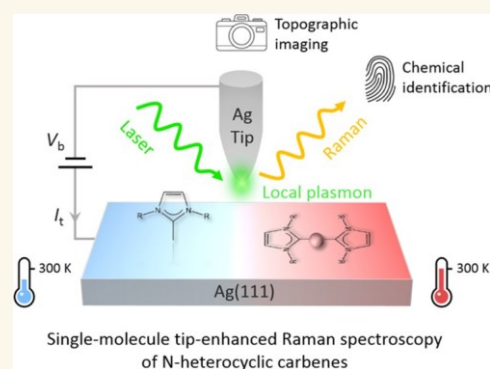 Topographic
imaging
Chemical
identification
Ag
Tip
Laser
Raman
Local plasmon
Vb
It
N
N
R
R
300 K
300 K
Ag(111)
Single-molecule tip-enhanced Raman spectroscopy
of N-heterocyclic carbenes